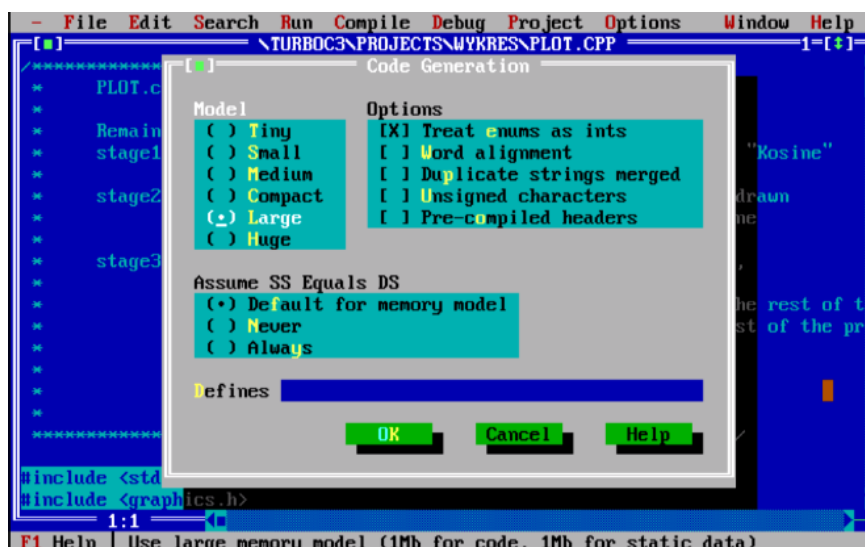 - File Edit Search Run Compile Debug Project Options Window Help
[■] \TURBOC3\PROJECTS\WYKRES\PLOT.CPP 1=[↕]
/************
* PLOT.c
*
* Remain
* stage1 "Kosine"
*
* stage2 drawn
* ne
*
* stage3 ,
*
* he rest of t
* st of the pr
*
*
*
*
************ /
#include <std
#include <graphics.h>
1:1
F1 Help | Use large memory model (1Mb for code, 1Mb for static data)
[■] Code Generation
Model
( ) Tiny
( ) Small
( ) Medium
( ) Compact
(•) Large
( ) Huge
Options
[X] Treat enums as ints
[ ] Word alignment
[ ] Duplicate strings merged
[ ] Unsigned characters
[ ] Pre-compiled headers
Assume SS Equals DS
(•) Default for memory model
( ) Never
( ) Always
Defines
OK Cancel Help